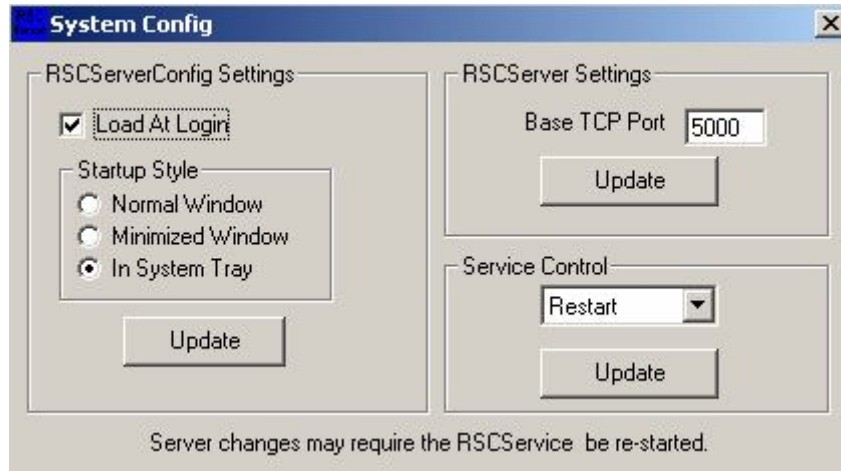 System Config
RSCServerConfig Settings
Load At Login
Startup Style
Normal Window
Minimized Window
In System Tray
Update
RSCServer Settings
Base TCP Port 5000
Update
Service Control
Restart
Update
Server changes may require the RSCService be re-started.